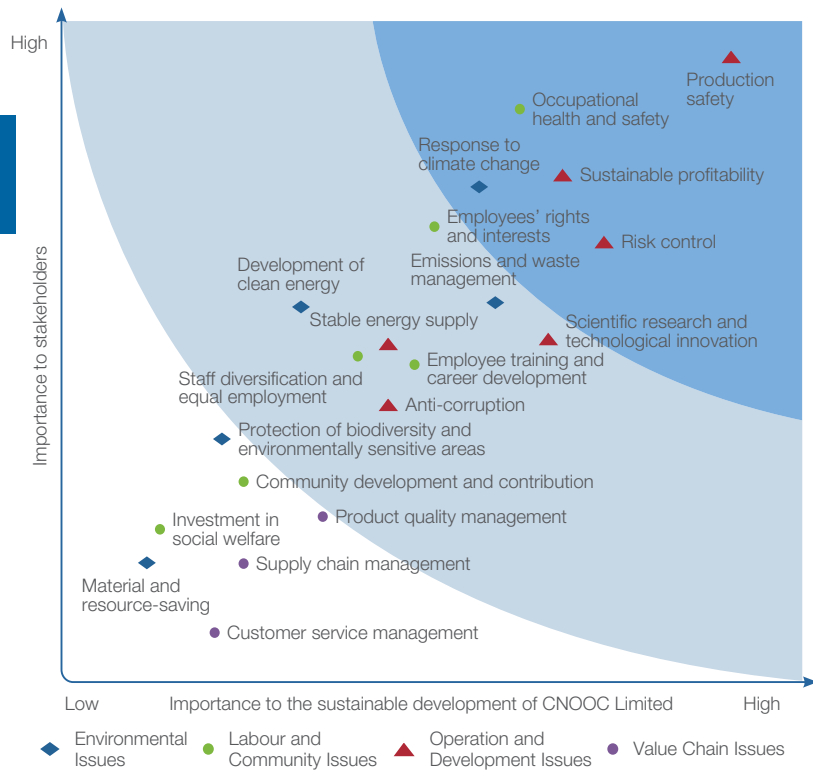 High
Production
safety
Occupational
health and safety
Response to
climate change
Sustainable profitability
Employees' rights
and interests
Risk control
Emissions and waste
management
Development of
clean energy
Stable energy supply
Scientific research and
technological innovation
Employee training and
career development
Staff diversification and
equal employment
Anti-corruption
Protection of biodiversity and
environmentally sensitive areas
Community development and contribution
Product quality management
Investment in
social welfare
Supply chain management
Material and
resource-saving
Customer service management
Importance to stakeholders
Low
Importance to the sustainable development of CNOOC Limited
High
Environmental
Issues
Labour and
Community Issues
Operation and
Development Issues
Value Chain Issues